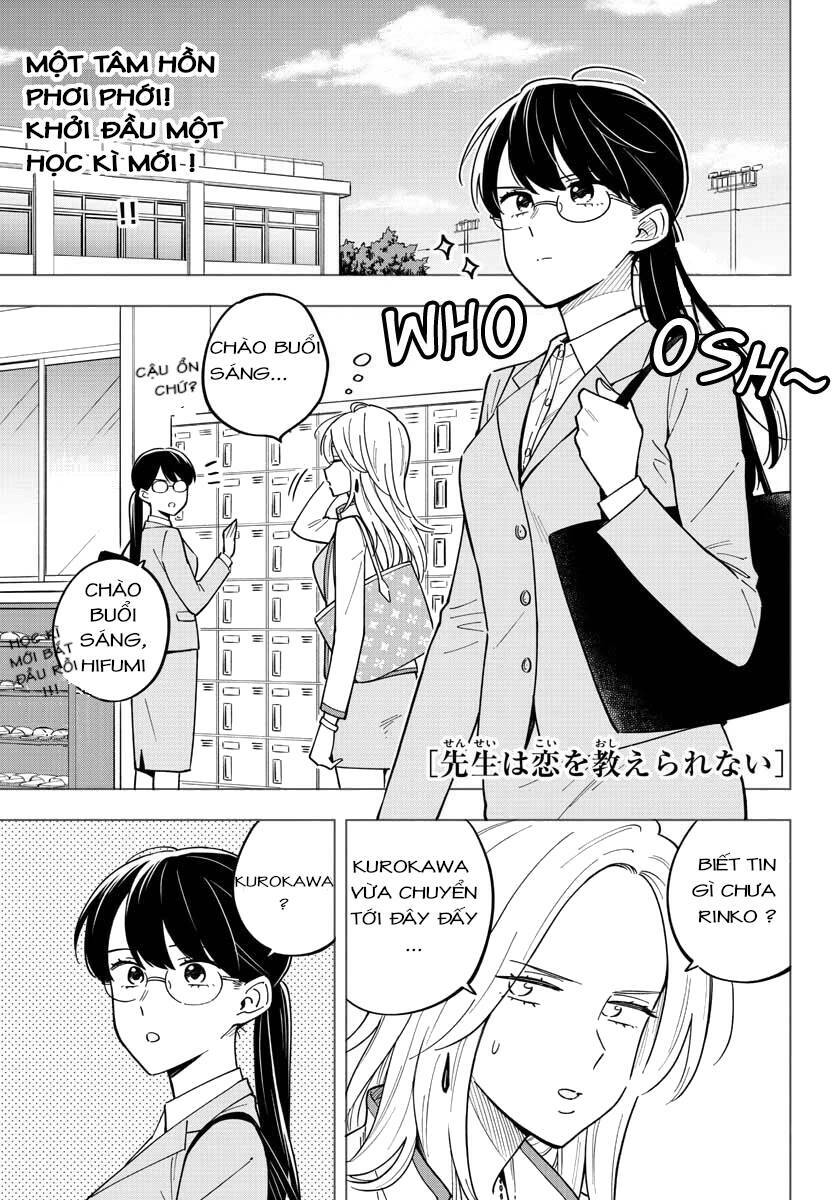 MỘT TÂM HỒN
PHƠI PHỚI!
KHỞI ĐẦU MỘT
HỌC KÌ MỚI !
!!
WHO
OSH~
CHÀO BUỔI
SÁNG...
CẬU ỔN
CHỨ?
CHÀO
BUỔI
SÁNG,
HIFUMI
HỌC KÌ
MỚI BẮT
ĐẦU RỒI
!!!
せんせい こい おし
[先生は恋を教えられない]
BIẾT TIN
GÌ CHƯA
RINKO ?
KUROKAWA
VỪA CHUYỂN
TỚI ĐÂY ĐẤY
...
KUROKAWA
?